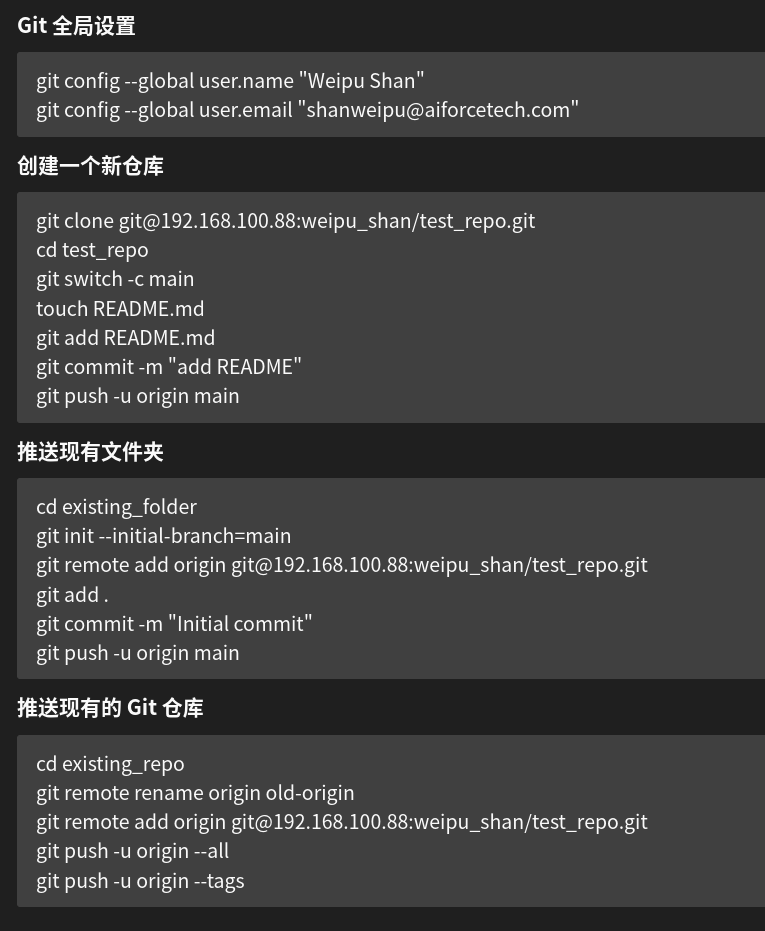 Git 全局设置
git config --global user.name "Weipu Shan"
git config --global user.email "shanweipu@aiforcetech.com"
创建一个新仓库
git clone git@192.168.100.88:weipu_shan/test_repo.git
cd test_repo
git switch -c main
touch README.md
git add README.md
git commit -m "add README"
git push -u origin main
推送现有文件夹
cd existing_folder
git init --initial-branch=main
git remote add origin git@192.168.100.88:weipu_shan/test_repo.git
git add .
git commit -m "Initial commit"
git push -u origin main
推送现有的 Git 仓库
cd existing_repo
git remote rename origin old-origin
git remote add origin git@192.168.100.88:weipu_shan/test_repo.git
git push -u origin --all
git push -u origin --tags